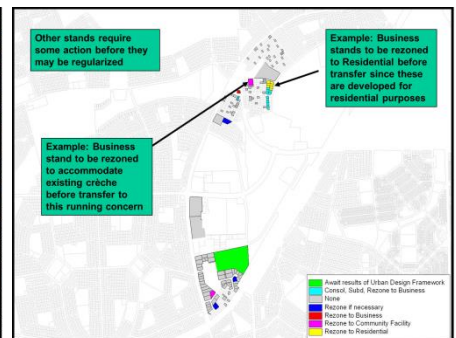 Other stands require
some action before they
may be regularized
Example: Business
stands to be rezoned
to Residential before
transfer since these
are developed for
residential purposes
Example: Business
stand to be rezoned
to accommodate
existing crèche
before transfer to
this running concern
Await results of Urban Design Framework
Consol, Subd, Rezone to Business
None
Rezone if necessary
Rezone to Business
Rezone to Community Facility
Rezone to Residential